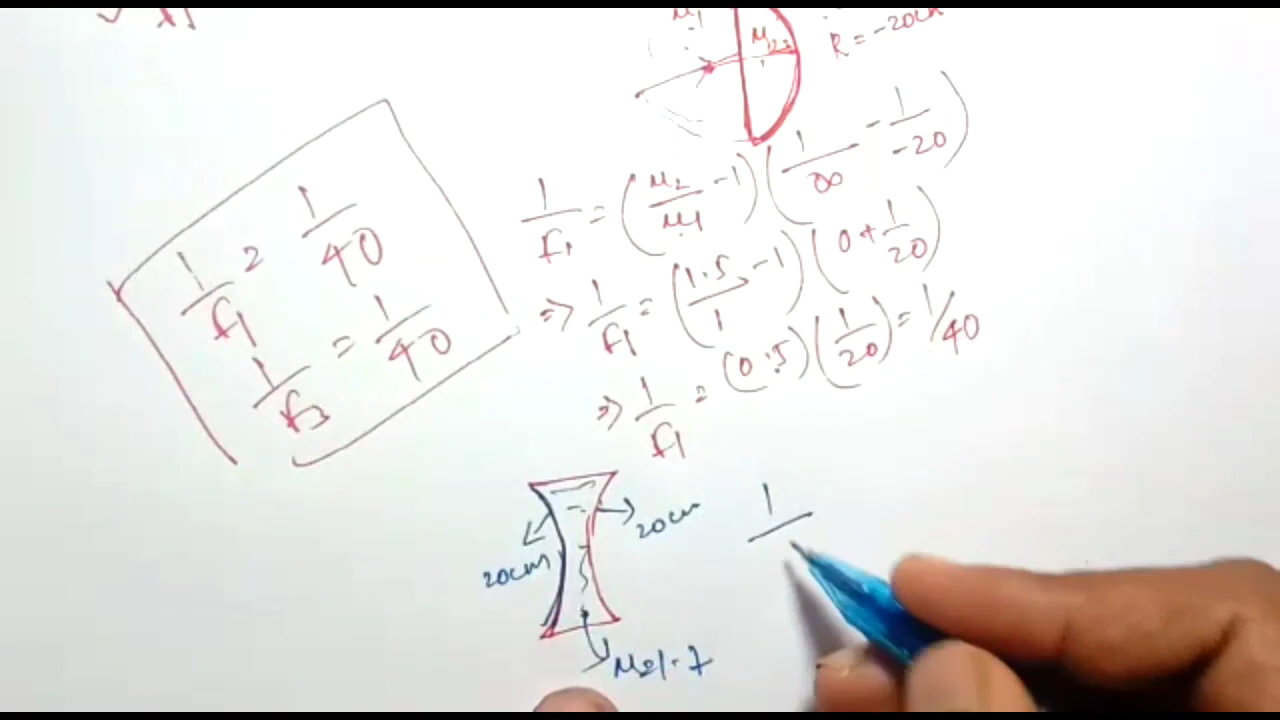 μ1
μ2
R = -20cm
1/f1 = (μ2/μ1 - 1)(1/∞ - 1/-20)
⇒ 1/f1 = (1.5/1 - 1)(0 + 1/20)
⇒ 1/f1 = (0.5)(1/20) = 1/40
1/f1 = 1/40
1/f3 = 1/40
20cm
20cm
μ=1.7
1